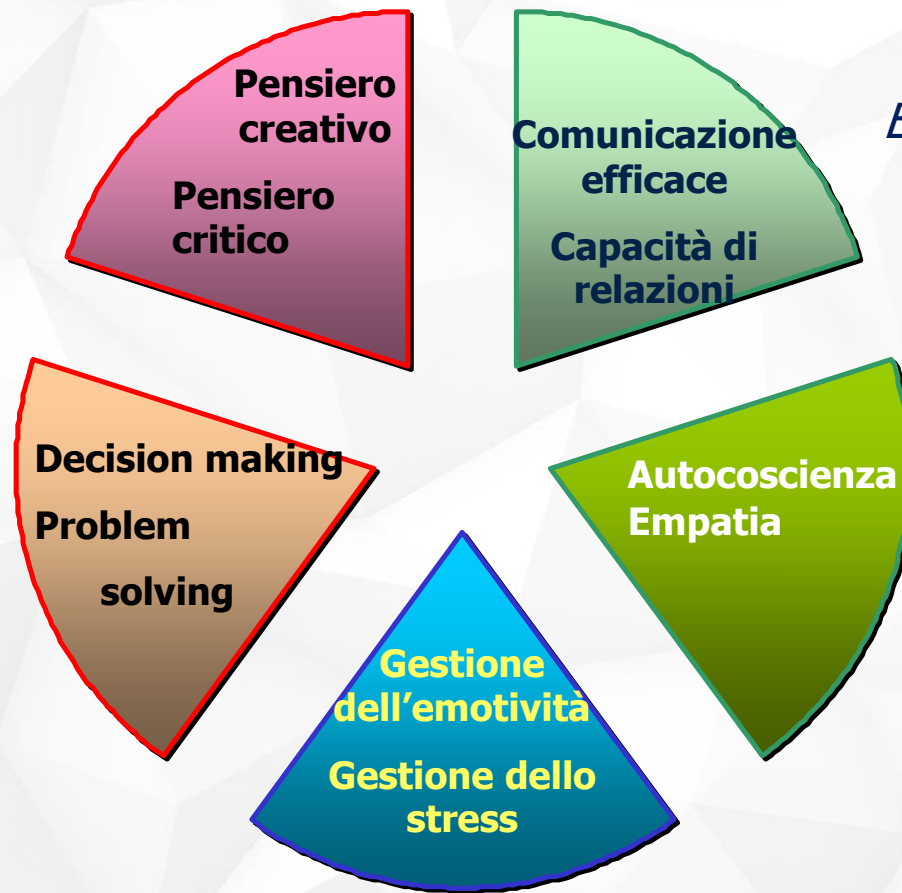 Pensiero
creativo
Pensiero
critico
Comunicazione
efficace
Capacità di
relazioni
Decision making
Problem
solving
Autocoscienza
Empatia
Gestione
dell’emotività
Gestione dello
stress